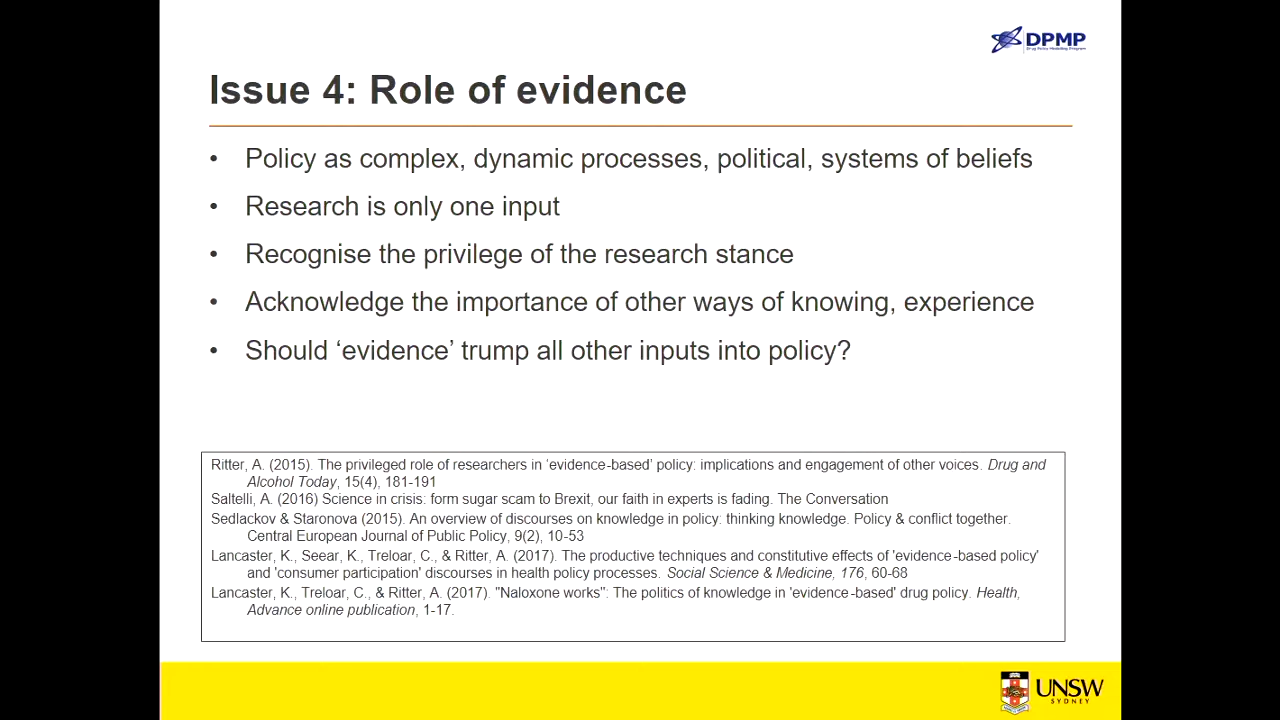 DPMP
Drug Policy Modelling Program
Issue 4: Role of evidence
• Policy as complex, dynamic processes, political, systems of beliefs
• Research is only one input
• Recognise the privilege of the research stance
• Acknowledge the importance of other ways of knowing, experience
• Should ‘evidence’ trump all other inputs into policy?
Ritter, A. (2015). The privileged role of researchers in ‘evidence-based’ policy: implications and engagement of other voices. Drug and
Alcohol Today, 15(4), 181-191
Saltelli, A. (2016) Science in crisis: form sugar scam to Brexit, our faith in experts is fading. The Conversation
Sedlackov & Staronova (2015). An overview of discourses on knowledge in policy: thinking knowledge. Policy & conflict together.
Central European Journal of Public Policy, 9(2), 10-53
Lancaster, K., Seear, K., Treloar, C., & Ritter, A. (2017). The productive techniques and constitutive effects of 'evidence-based policy'
and 'consumer participation' discourses in health policy processes. Social Science & Medicine, 176, 60-68
Lancaster, K., Treloar, C., & Ritter, A. (2017). "Naloxone works": The politics of knowledge in 'evidence-based' drug policy. Health,
Advance online publication, 1-17.
UNSW
SYDNEY